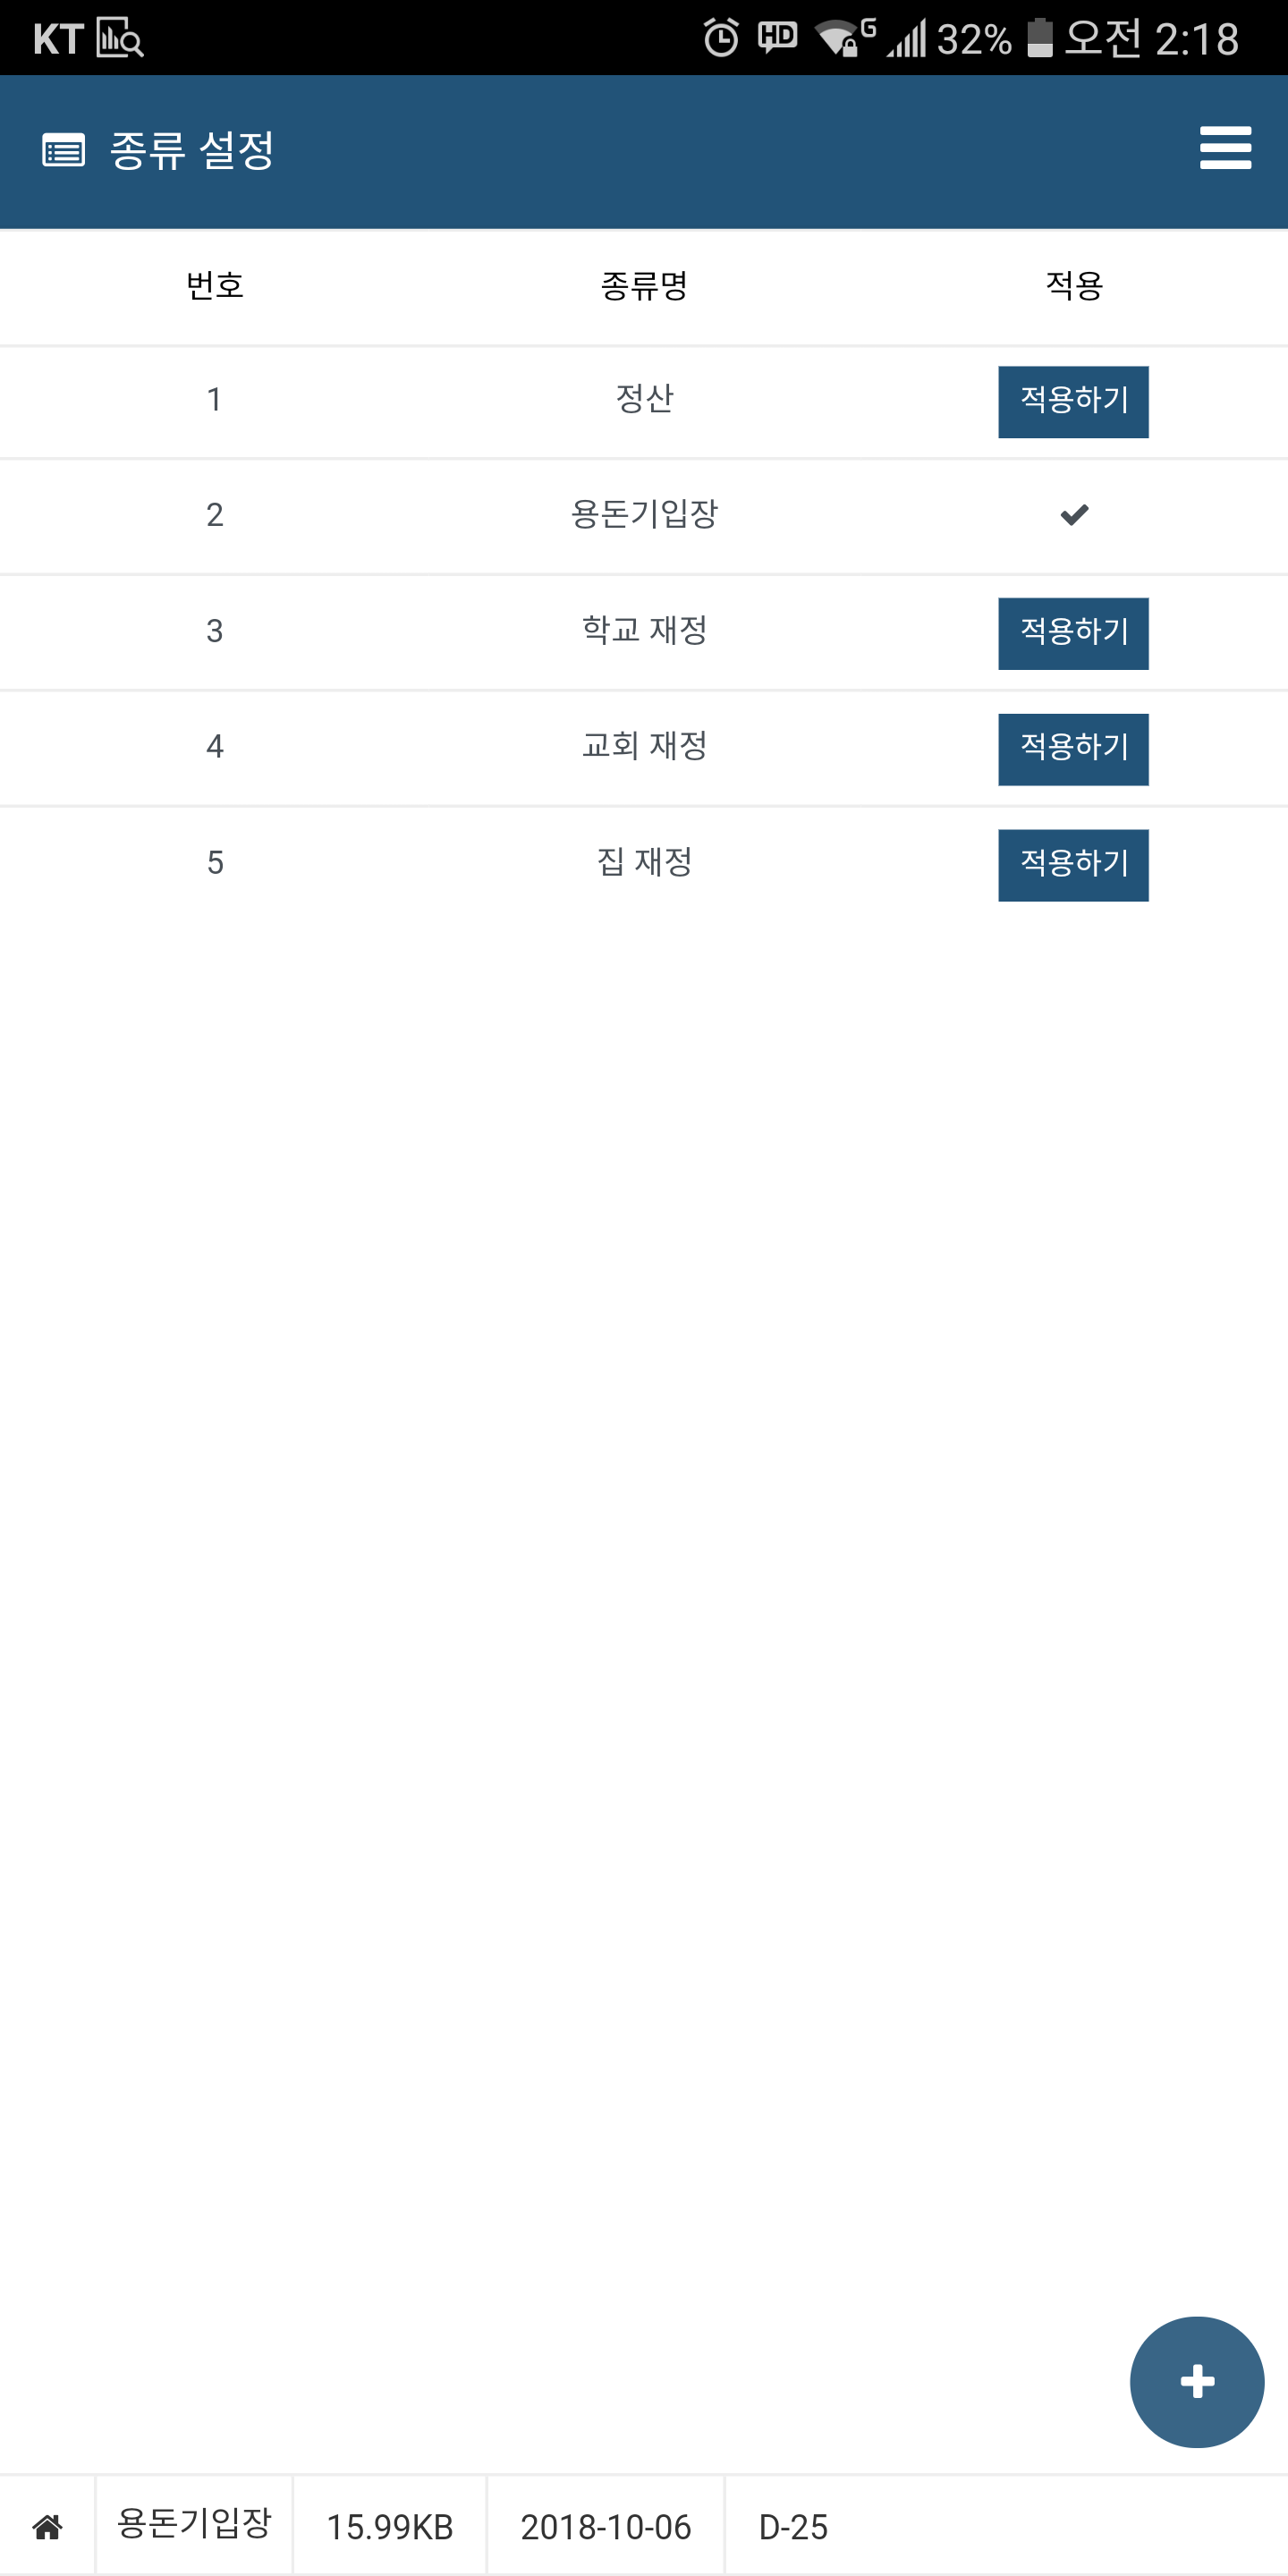 KT HD G 32% 오전 2:18
종류 설정
번호 종류명 적용
1 정산 적용하기
2 용돈기입장
3 학교 재정 적용하기
4 교회 재정 적용하기
5 집 재정 적용하기
용돈기입장 15.99KB 2018-10-06 D-25